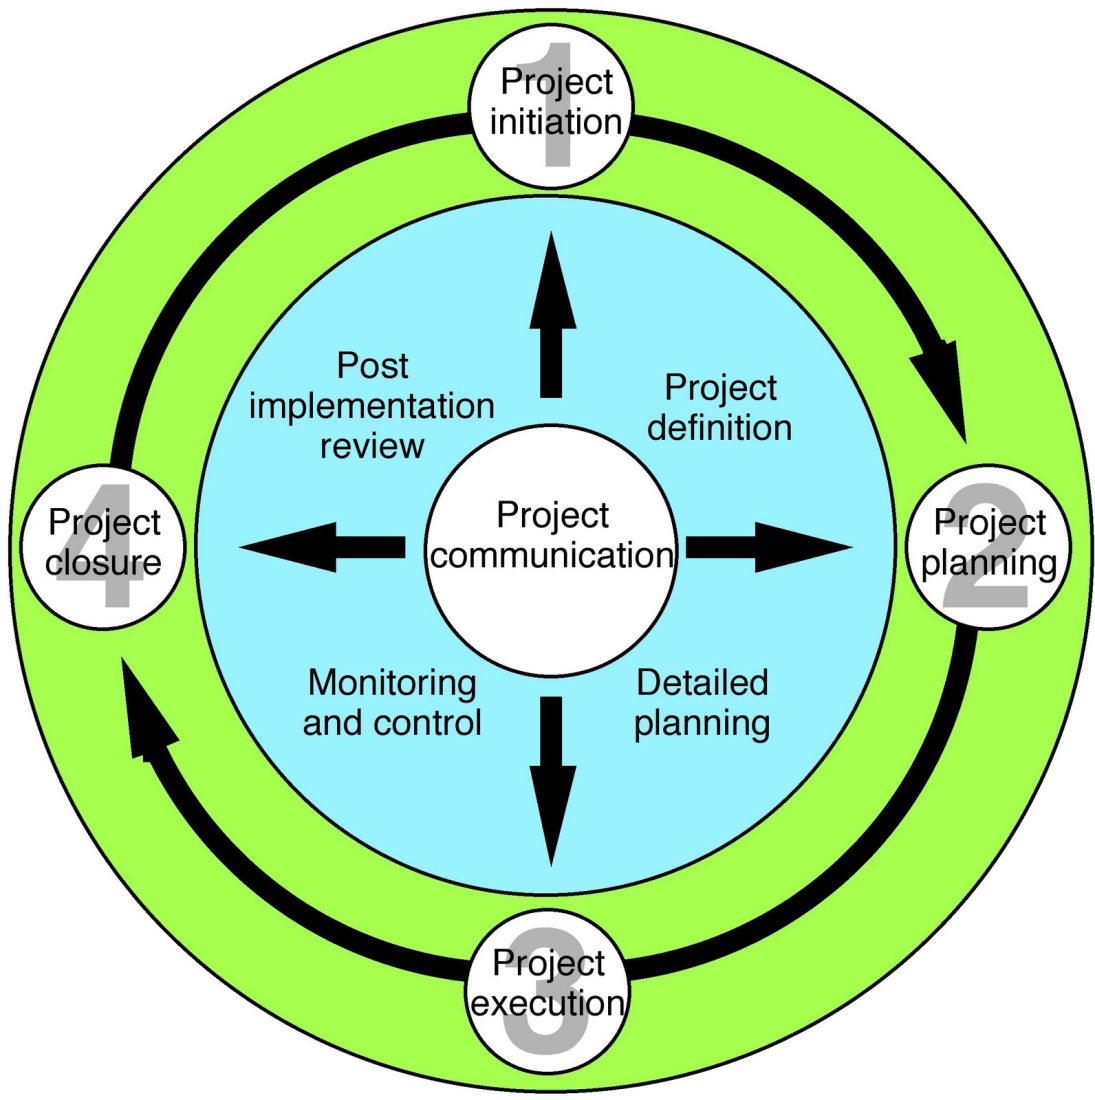 1
Project
initiation
Post
implementation
review
Project
definition
4
Project
closure
Project
communication
2
Project
planning
Monitoring
and control
Detailed
planning
3
Project
execution